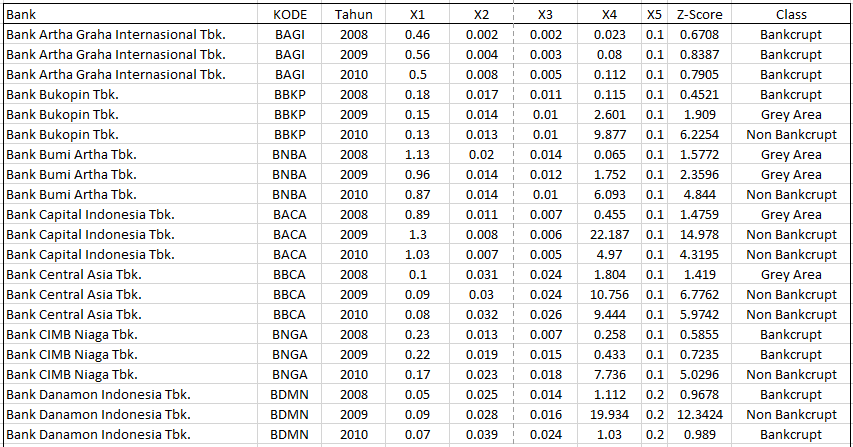 Bank KODE Tahun X1 X2 X3 X4 X5 Z-Score Class
Bank Artha Graha Internasional Tbk. BAGI 2008 0.46 0.002 0.002 0.023 0.1 0.6708 Bankcrupt
Bank Artha Graha Internasional Tbk. BAGI 2009 0.56 0.004 0.003 0.08 0.1 0.8387 Bankcrupt
Bank Artha Graha Internasional Tbk. BAGI 2010 0.5 0.008 0.005 0.112 0.1 0.7905 Bankcrupt
Bank Bukopin Tbk. BBKP 2008 0.18 0.017 0.011 0.115 0.1 0.4521 Bankcrupt
Bank Bukopin Tbk. BBKP 2009 0.15 0.014 0.01 2.601 0.1 1.909 Grey Area
Bank Bukopin Tbk. BBKP 2010 0.13 0.013 0.01 9.877 0.1 6.2254 Non Bankcrupt
Bank Bumi Artha Tbk. BNBA 2008 1.13 0.02 0.014 0.065 0.1 1.5772 Grey Area
Bank Bumi Artha Tbk. BNBA 2009 0.96 0.014 0.012 1.752 0.1 2.3596 Grey Area
Bank Bumi Artha Tbk. BNBA 2010 0.87 0.014 0.01 6.093 0.1 4.844 Non Bankcrupt
Bank Capital Indonesia Tbk. BACA 2008 0.89 0.011 0.007 0.455 0.1 1.4759 Grey Area
Bank Capital Indonesia Tbk. BACA 2009 1.3 0.008 0.006 22.187 0.1 14.978 Non Bankcrupt
Bank Capital Indonesia Tbk. BACA 2010 1.03 0.007 0.005 4.97 0.1 4.3195 Non Bankcrupt
Bank Central Asia Tbk. BBCA 2008 0.1 0.031 0.024 1.804 0.1 1.419 Grey Area
Bank Central Asia Tbk. BBCA 2009 0.09 0.03 0.024 10.756 0.1 6.7762 Non Bankcrupt
Bank Central Asia Tbk. BBCA 2010 0.08 0.032 0.026 9.444 0.1 5.9742 Non Bankcrupt
Bank CIMB Niaga Tbk. BNGA 2008 0.23 0.013 0.007 0.258 0.1 0.5855 Bankcrupt
Bank CIMB Niaga Tbk. BNGA 2009 0.22 0.019 0.015 0.433 0.1 0.7235 Bankcrupt
Bank CIMB Niaga Tbk. BNGA 2010 0.17 0.023 0.018 7.736 0.1 5.0296 Non Bankcrupt
Bank Danamon Indonesia Tbk. BDMN 2008 0.05 0.025 0.014 1.112 0.2 0.9678 Bankcrupt
Bank Danamon Indonesia Tbk. BDMN 2009 0.09 0.028 0.016 19.934 0.2 12.3424 Non Bankcrupt
Bank Danamon Indonesia Tbk. BDMN 2010 0.07 0.039 0.024 1.03 0.2 0.989 Bankcrupt